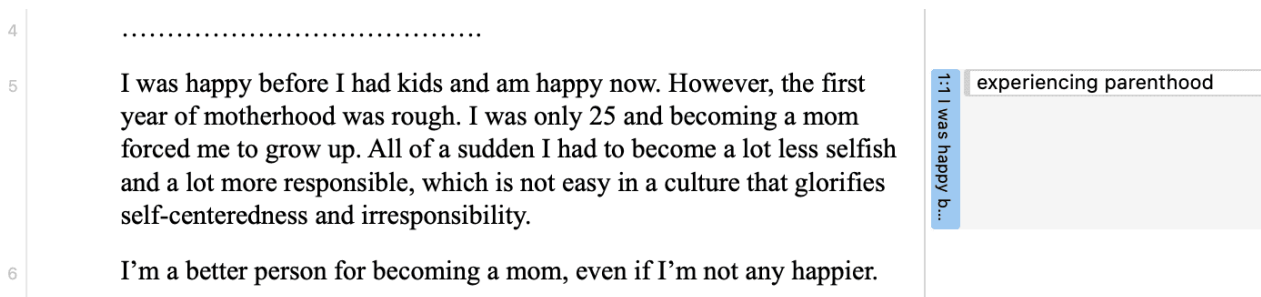 4
.......................................
5
I was happy before I had kids and am happy now. However, the first
year of motherhood was rough. I was only 25 and becoming a mom
forced me to grow up. All of a sudden I had to become a lot less selfish
and a lot more responsible, which is not easy in a culture that glorifies
self-centeredness and irresponsibility.
6
I’m a better person for becoming a mom, even if I’m not any happier.
1:1 I was happy b...
experiencing parenthood